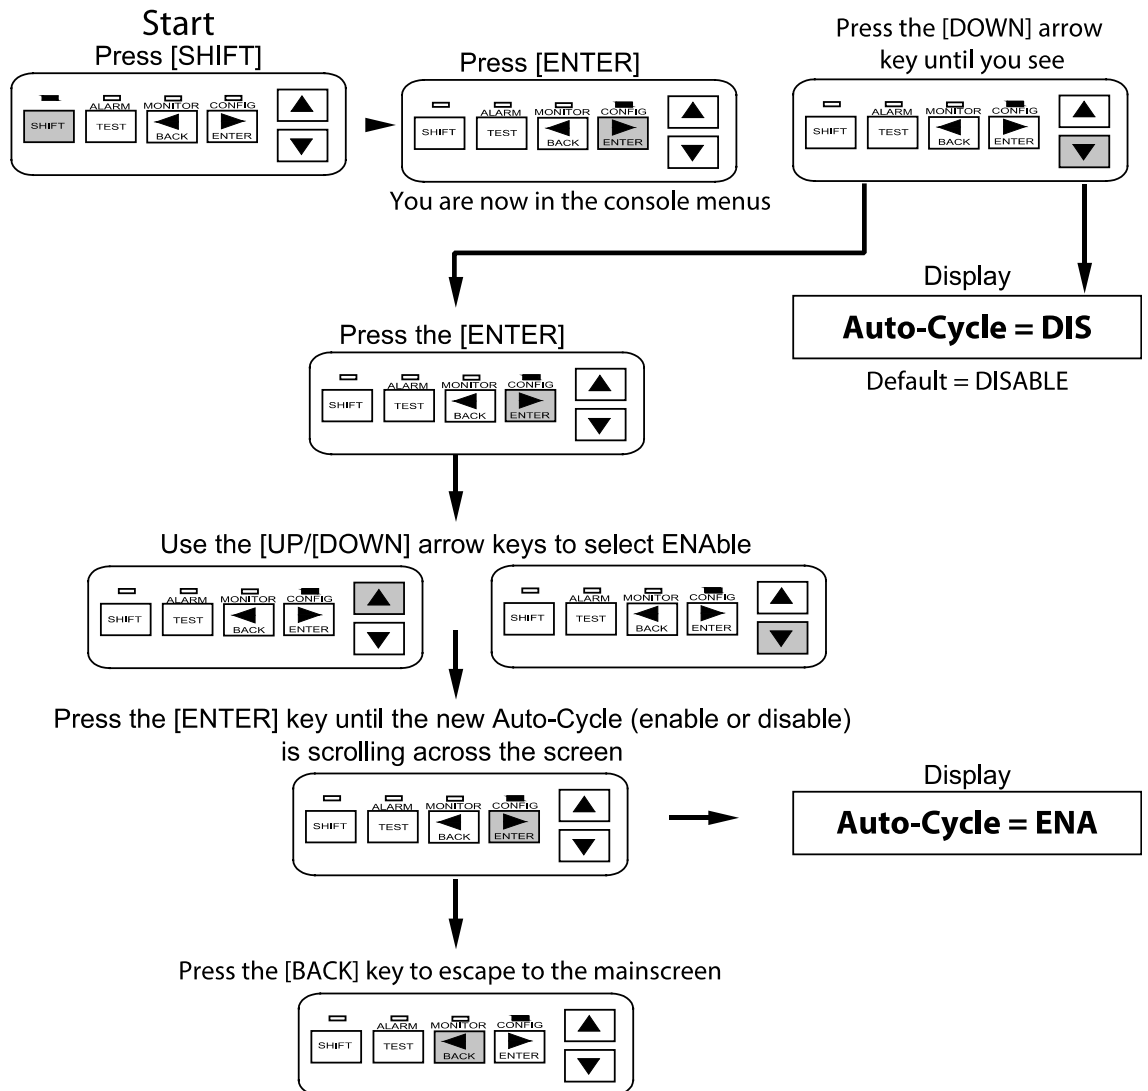 Start
Press [SHIFT]
ALARM MONITOR CONFIG
SHIFT TEST BACK ENTER
Press [ENTER]
ALARM MONITOR CONFIG
SHIFT TEST BACK ENTER
You are now in the console menus
Press the [DOWN] arrow
key until you see
ALARM MONITOR CONFIG
SHIFT TEST BACK ENTER
Display
Auto-Cycle = DIS
Default = DISABLE
Press the [ENTER]
ALARM MONITOR CONFIG
SHIFT TEST BACK ENTER
Use the [UP/[DOWN] arrow keys to select ENAble
ALARM MONITOR CONFIG
SHIFT TEST BACK ENTER
ALARM MONITOR CONFIG
SHIFT TEST BACK ENTER
Press the [ENTER] key until the new Auto-Cycle (enable or disable)
is scrolling across the screen
ALARM MONITOR CONFIG
SHIFT TEST BACK ENTER
Display
Auto-Cycle = ENA
Press the [BACK] key to escape to the mainscreen
ALARM MONITOR CONFIG
SHIFT TEST BACK ENTER